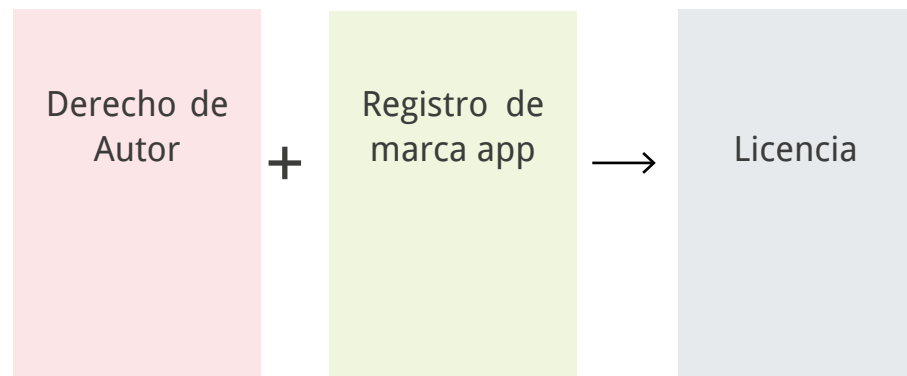 Derecho de
Autor
+
Registro de
marca app
Licencia